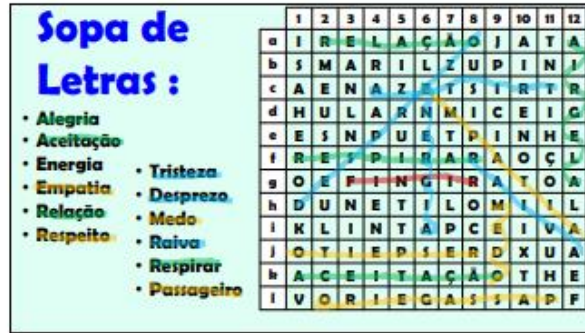 Sopa de
Letras :
• Alegria
• Aceitação
• Energia
• Empatia
• Relação
• Respeito
• Tristeza
• Desprezo
• Medo
• Raiva
• Respirar
• Passageiro
1 2 3 4 5 6 7 8 9 10 11 12
a I R E L A Ç Ã O J A T A
b S M A R I L Z U P I N I
c A E N A Z E T S I R T R
d H U L A R N M I C E I G
e E S N P U E T P I N H E
f R E S P I R A R A O Ç L
g O E F I N G I R A T O A
h D U N E T I L O M I I L
i K L I N T A P C E I V A
j O T I E P S E R D X U A
k A C E I T A Ç Ã O T H E
l V O R I E G A S S A P F